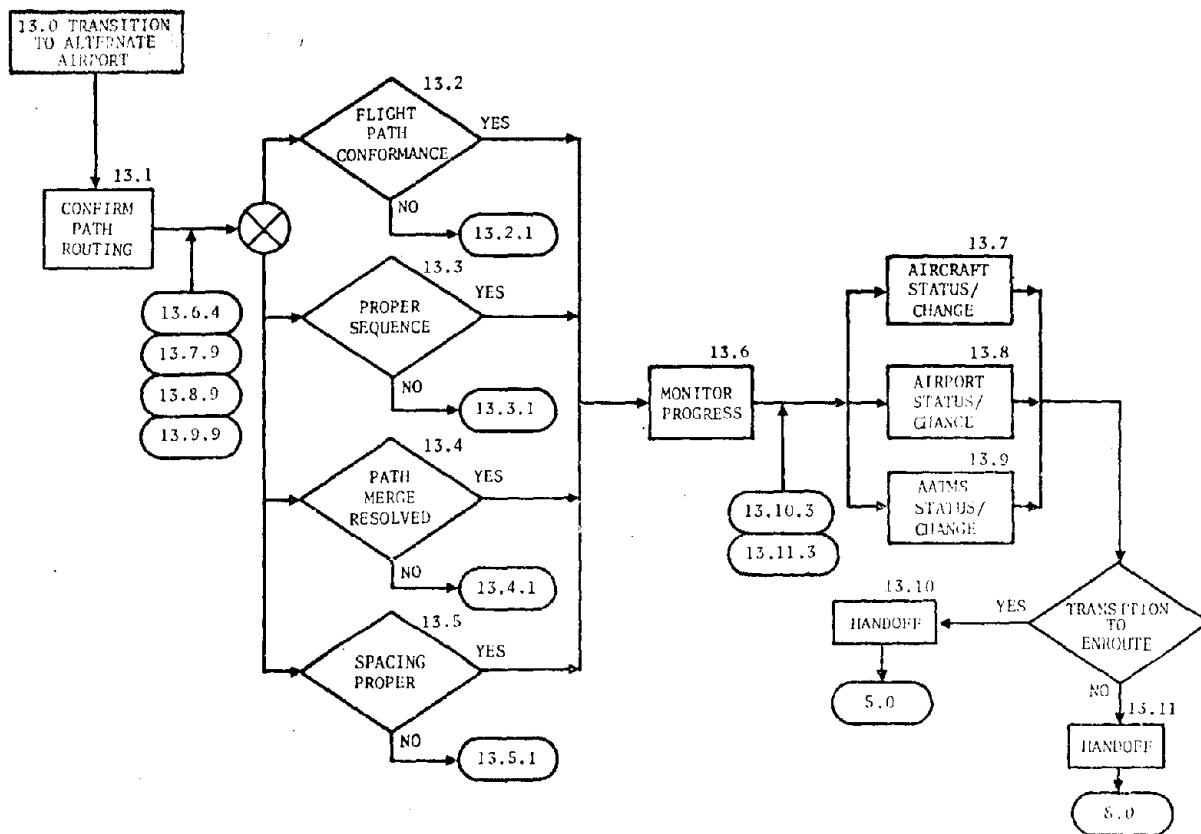 13.0 TRANSITION
TO ALTERNATE
AIRPORT
13.1
CONFIRM
PATH
ROUTING
13.6.4
13.7.9
13.8.9
13.9.9
13.2
FLIGHT
PATH
CONFORMANCE
YES
NO
13.2.1
13.3
PROPER
SEQUENCE
YES
NO
13.3.1
13.4
PATH
MERGE
RESOLVED
YES
NO
13.4.1
13.5
SPACING
PROPER
YES
NO
13.5.1
13.6
MONITOR
PROGRESS
13.10.3
13.11.3
13.7
AIRCRAFT
STATUS/
CHANGE
13.8
AIRPORT
STATUS/
CHANGE
13.9
AATMS
STATUS/
CHANGE
TRANSITION
TO
ENROUTE
YES
13.10
HANDOFF
5.0
NO
13.11
HANDOFF
8.0